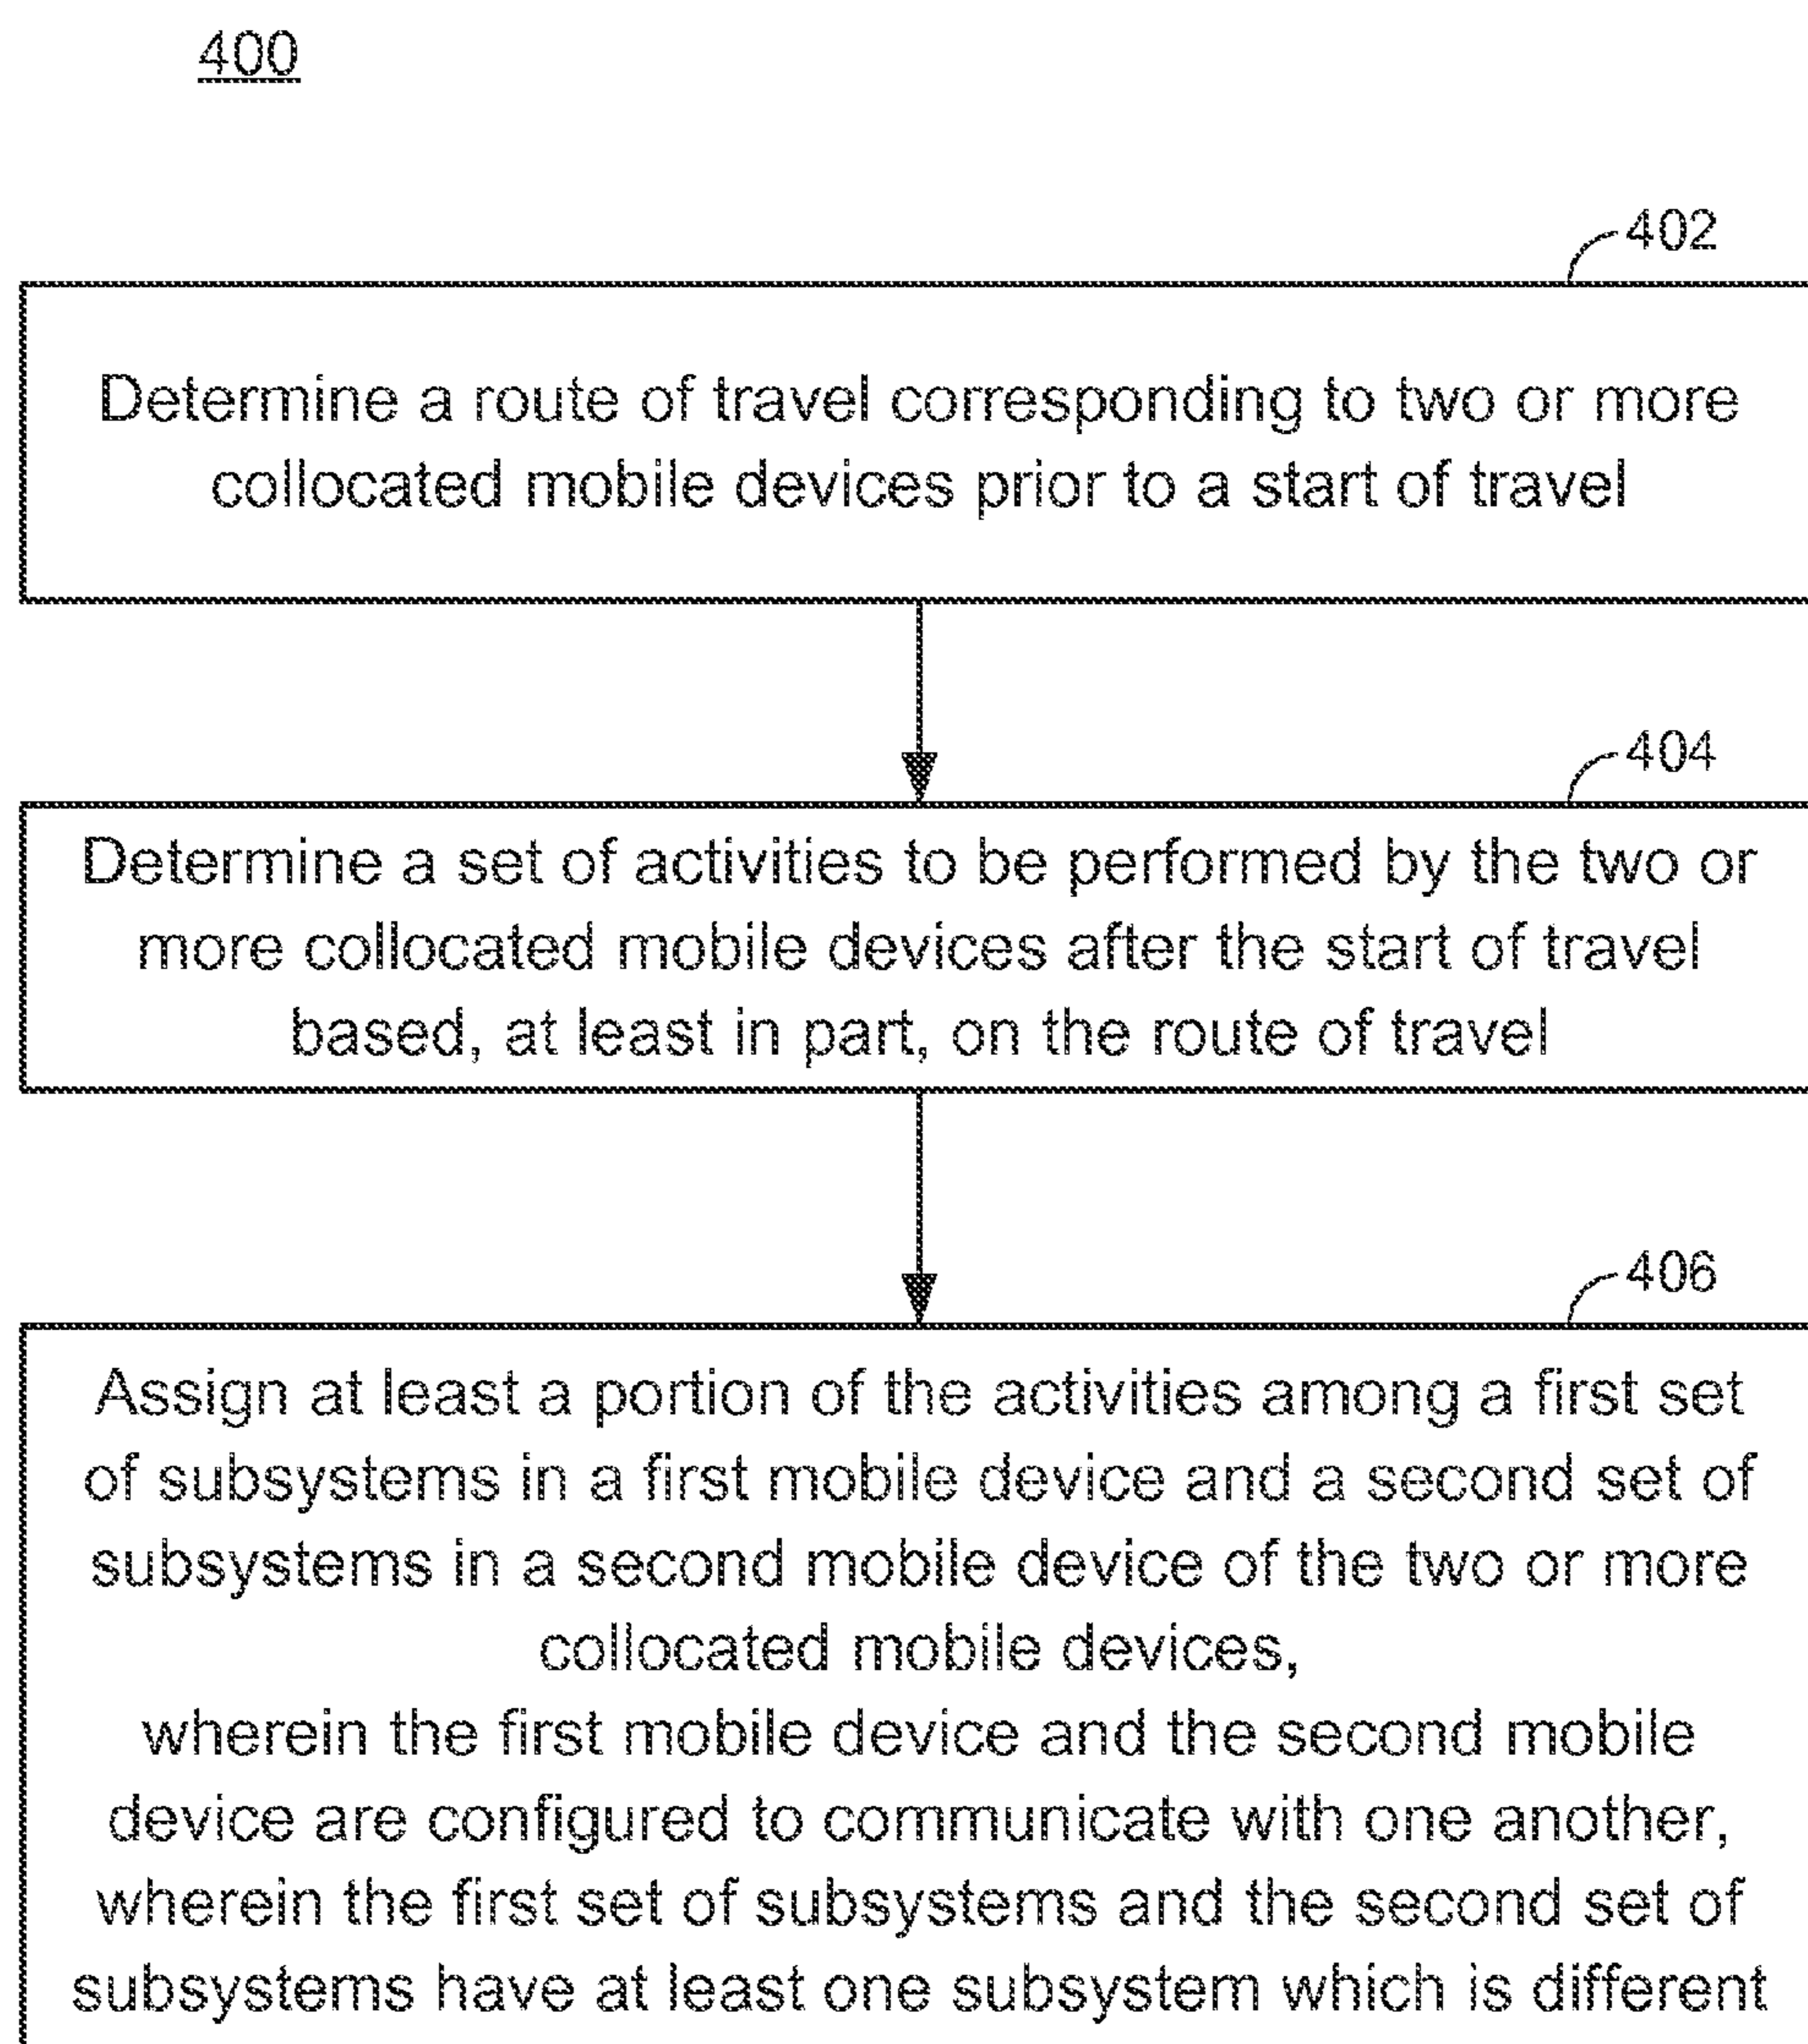 400
402
Determine a route of travel corresponding to two or more
collocated mobile devices prior to a start of travel
404
Determine a set of activities to be performed by the two or
more collocated mobile devices after the start of travel
based, at least in part, on the route of travel
406
Assign at least a portion of the activities among a first set
of subsystems in a first mobile device and a second set of
subsystems in a second mobile device of the two or more
collocated mobile devices,
wherein the first mobile device and the second mobile
device are configured to communicate with one another,
wherein the first set of subsystems and the second set of
subsystems have at least one subsystem which is different